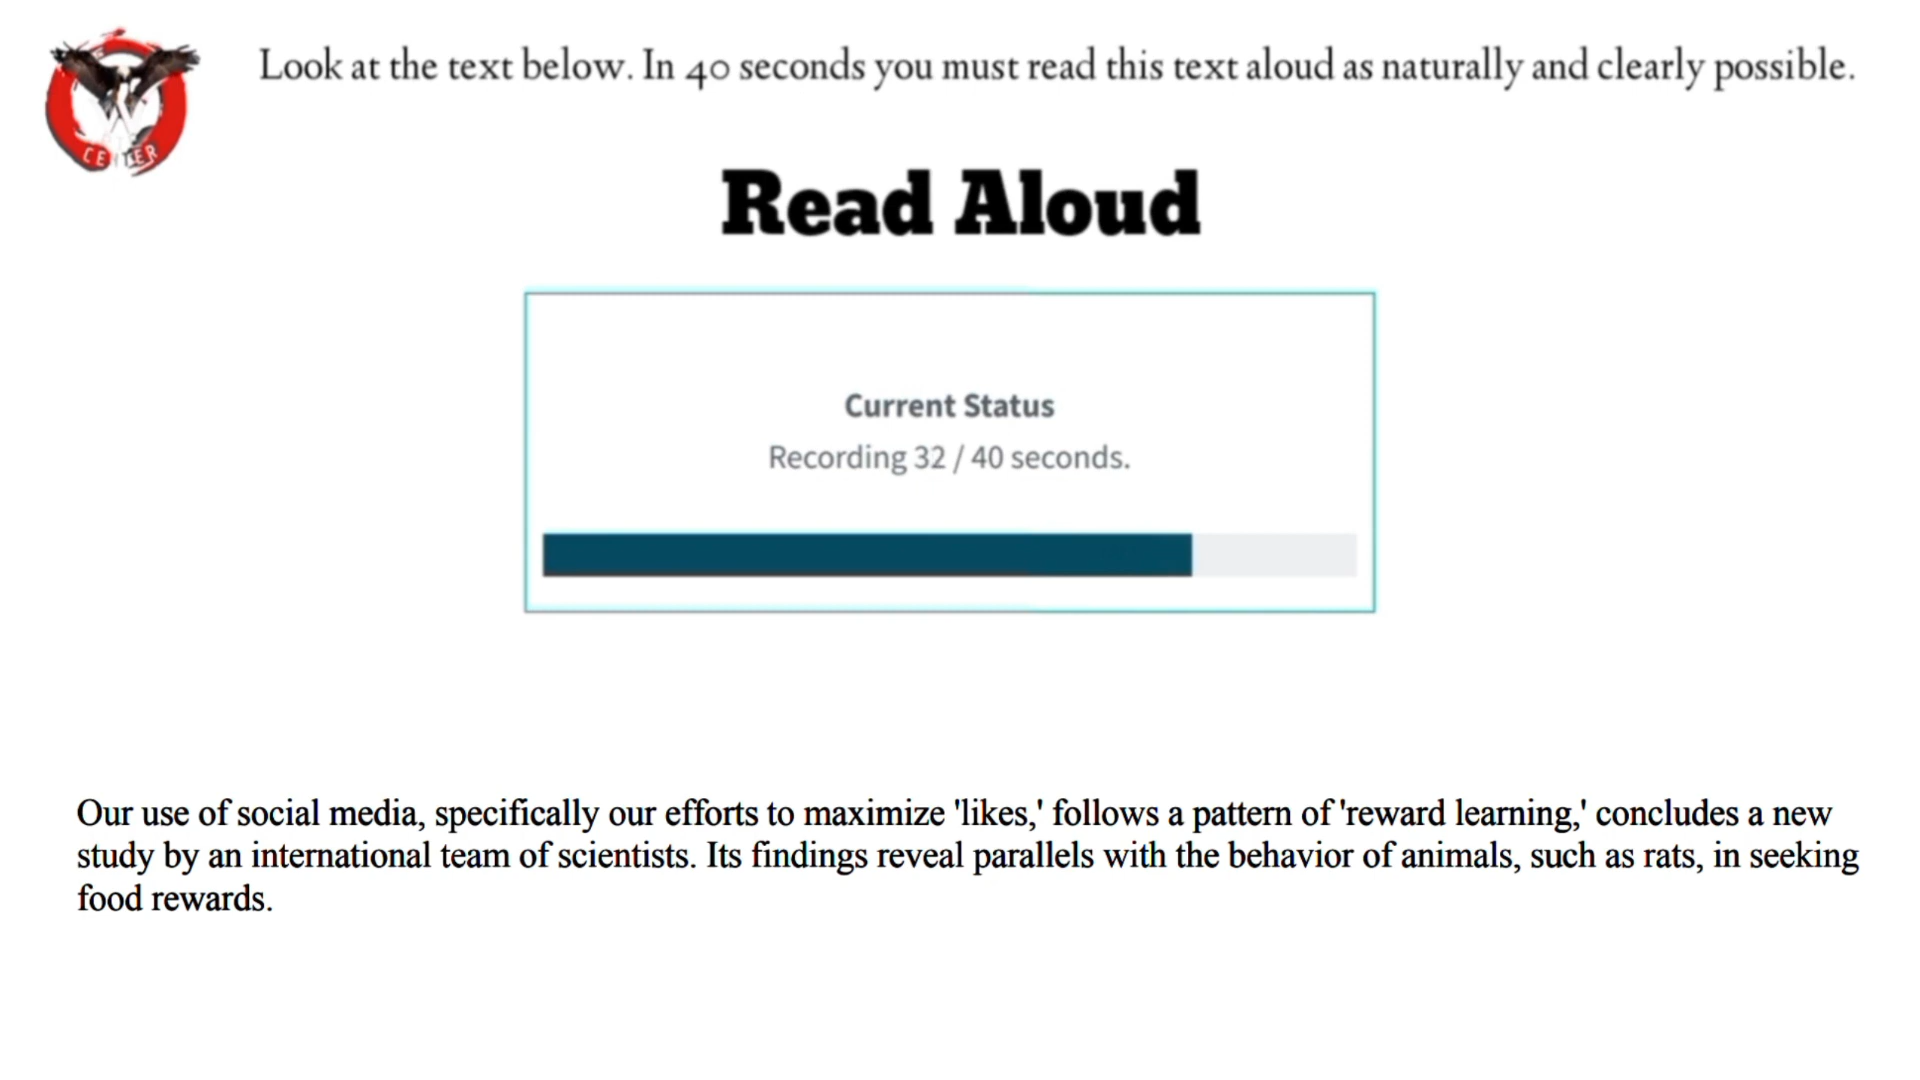 Look at the text below. In 40 seconds you must read this text aloud as naturally and clearly possible.
CENTER
Read Aloud
Current Status
Recording 32 / 40 seconds.
Our use of social media, specifically our efforts to maximize 'likes,' follows a pattern of 'reward learning,' concludes a new
study by an international team of scientists. Its findings reveal parallels with the behavior of animals, such as rats, in seeking
food rewards.